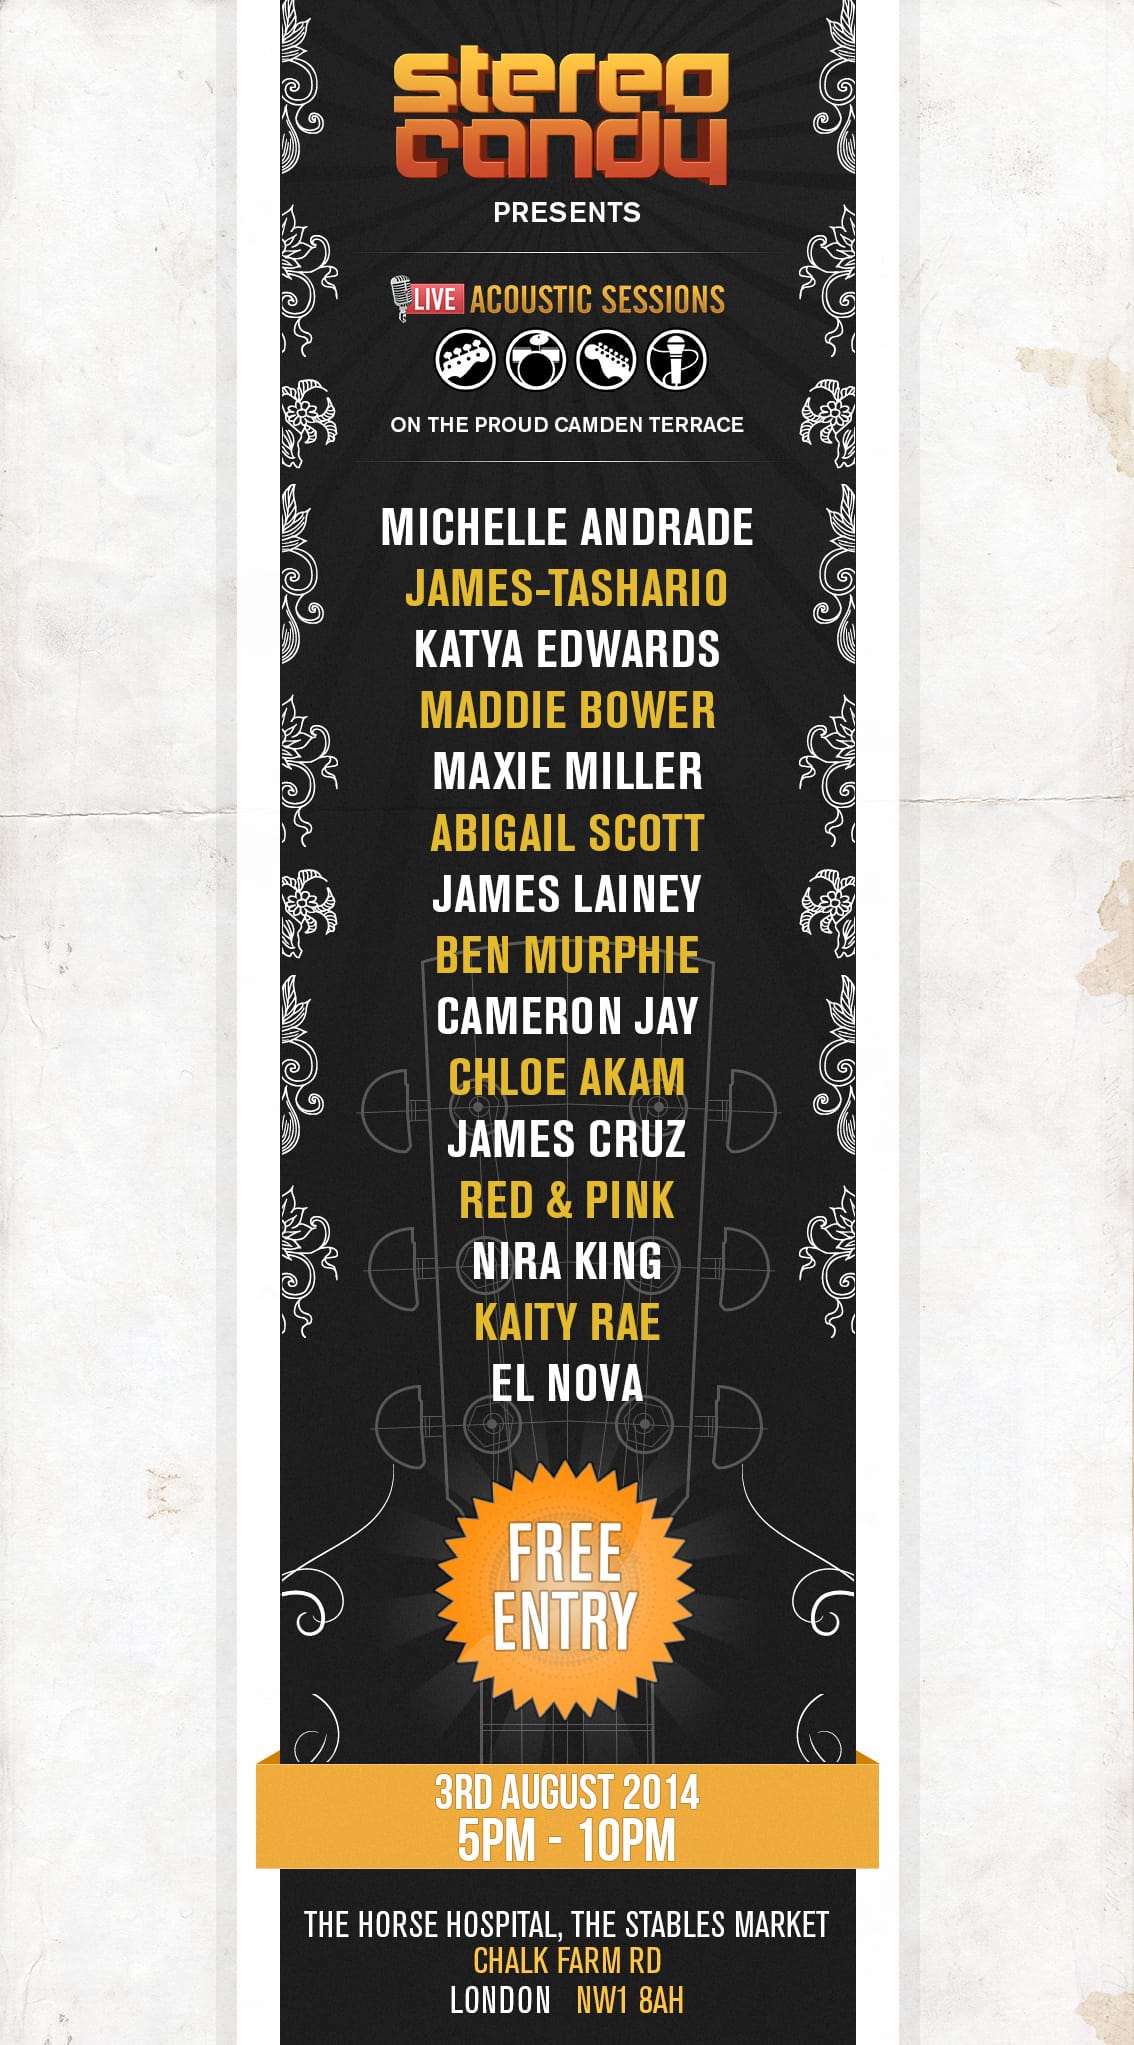 stereo
candy
PRESENTS
LIVE ACOUSTIC SESSIONS
ON THE PROUD CAMDEN TERRACE
MICHELLE ANDRADE
JAMES-TASHARIO
KATYA EDWARDS
MADDIE BOWER
MAXIE MILLER
ABIGAIL SCOTT
JAMES LAINEY
BEN MURPHIE
CAMERON JAY
CHLOE AKAM
JAMES CRUZ
RED & PINK
NIRA KING
KAITY RAE
EL NOVA
FREE
ENTRY
3RD AUGUST 2014
5PM - 10PM
THE HORSE HOSPITAL, THE STABLES MARKET
CHALK FARM RD
LONDON NW1 8AH